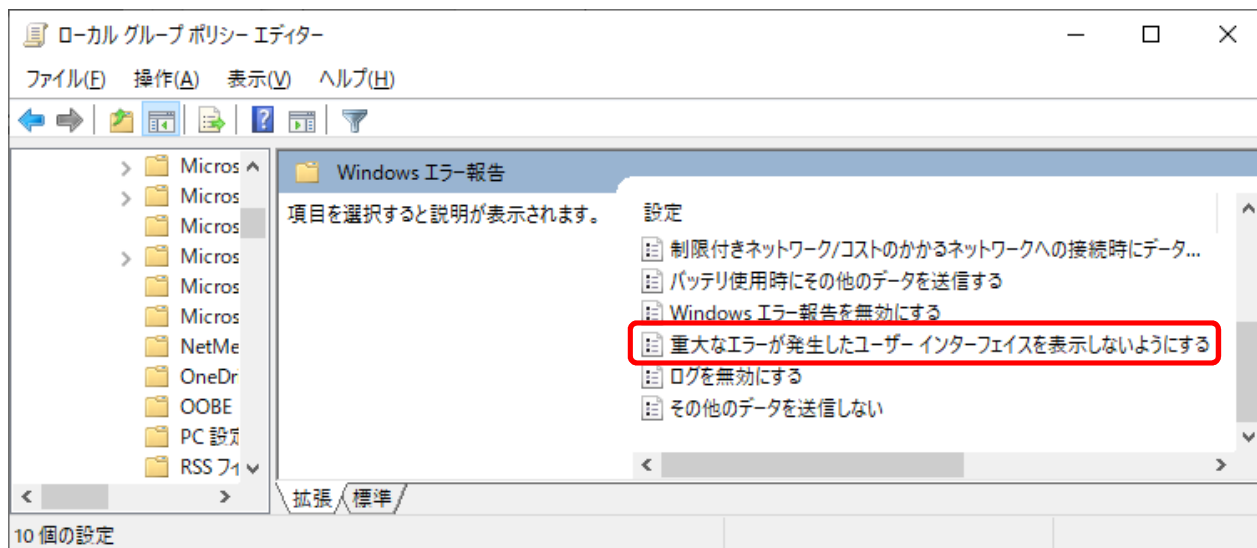 ローカル グループ ポリシー エディター
ファイル(F) 操作(A) 表示(V) ヘルプ(H)
Micros
Micros
Micros
Micros
Micros
Micros
NetMe
OneDr
OOBE
PC 設定
RSS フィ
Windows エラー報告
項目を選択すると説明が表示されます。
設定
制限付きネットワーク/コストのかかるネットワークへの接続時にデータ...
バッテリ使用時にその他のデータを送信する
Windows エラー報告を無効にする
重大なエラーが発生したユーザー インターフェイスを表示しないようにする
ログを無効にする
その他のデータを送信しない
拡張 標準
10 個の設定